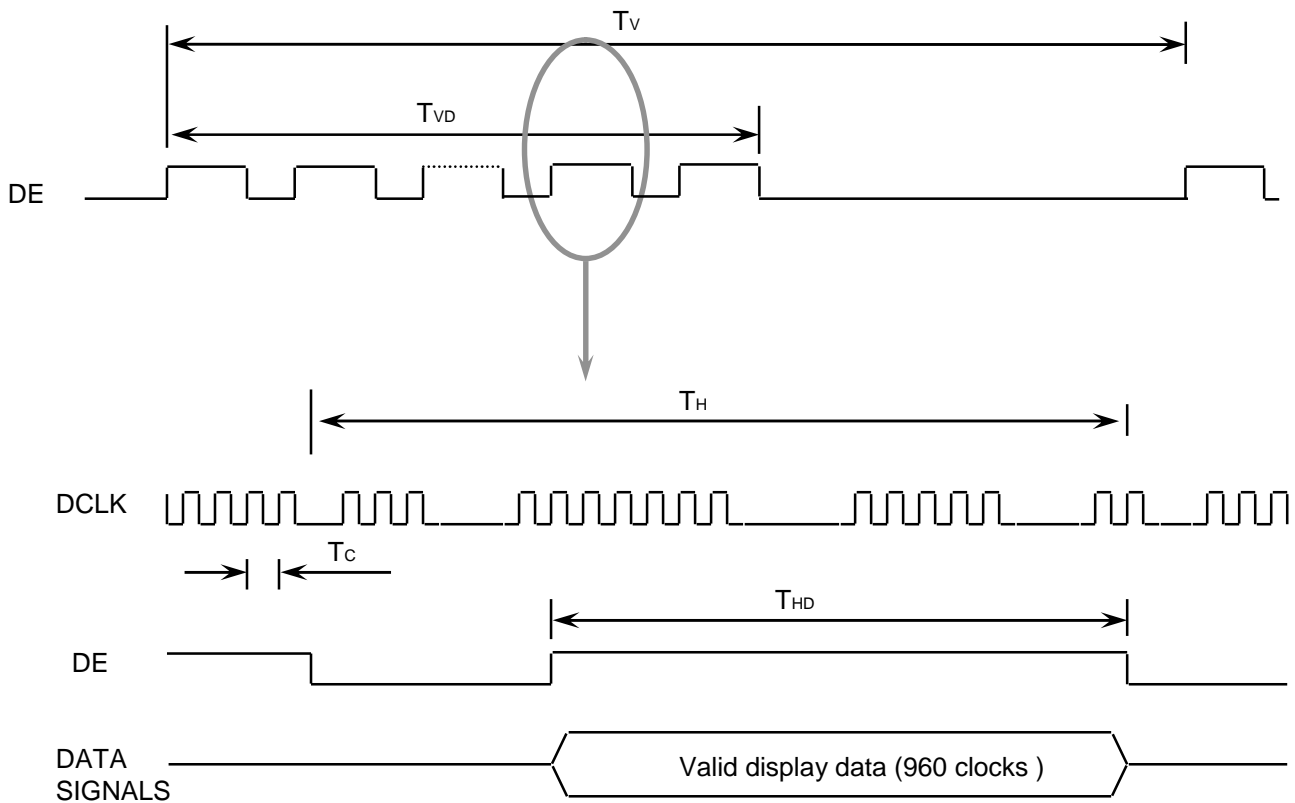 TV
TVD
DE
TH
DCLK
TC
THD
DE
DATA
SIGNALS
Valid display data (960 clocks )